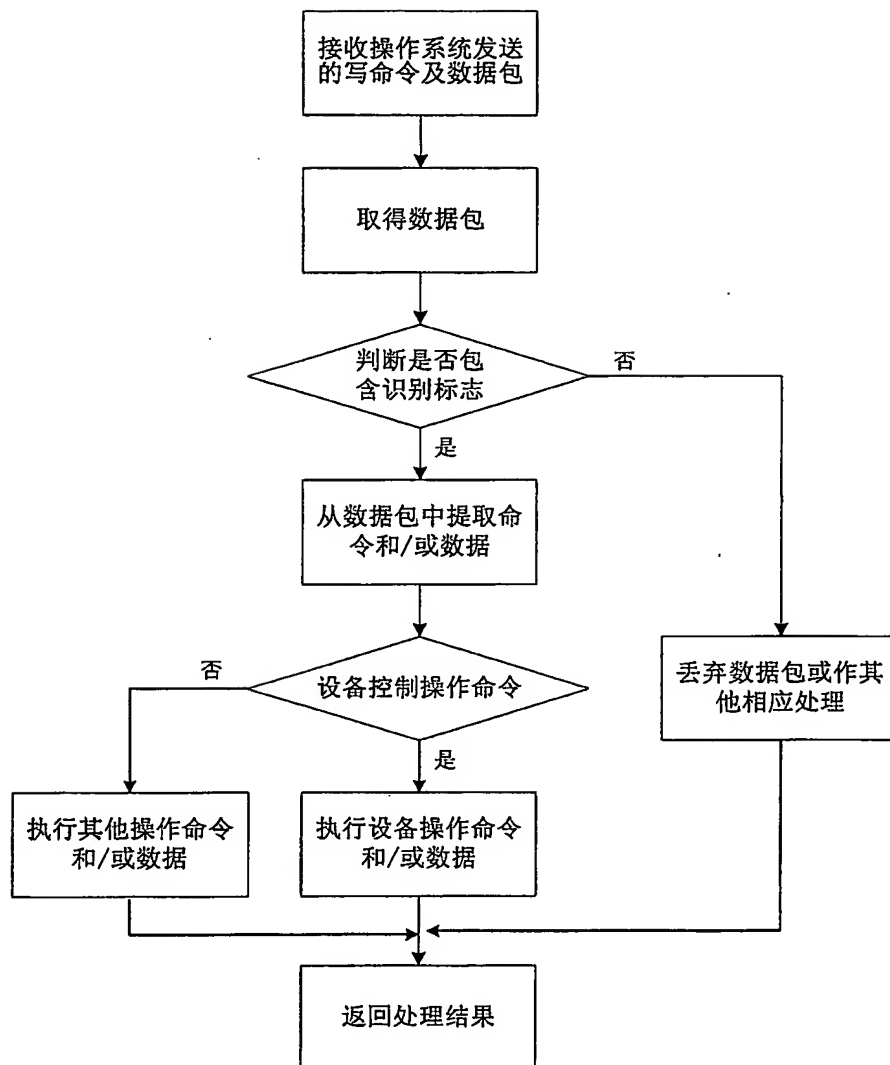 接收操作系统发送
的写命令及数据包
取得数据包
判断是否包
含识别标志
否
是
从数据包中提取命
令和/或数据
否
设备控制操作命令
丢弃数据包或作其
他相应处理
是
执行其他操作命令
和/或数据
执行设备操作命令
和/或数据
返回处理结果